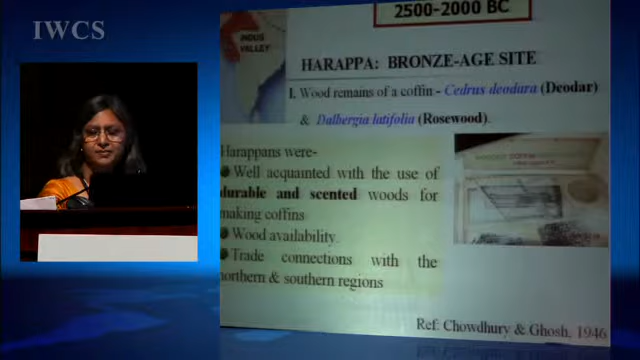 IWCS
2500-2000 BC
INDUS
VALLEY
HARAPPA: BRONZE-AGE SITE
I. Wood remains of a coffin - Cedrus deodara (Deodar)
& Dalbergia latifolia (Rosewood).
Harappans were-
Well acquainted with the use of
durable and scented woods for
making coffins
Wood availability.
Trade connections with the
northern & southern regions
Ref: Chowdhury & Ghosh. 1946